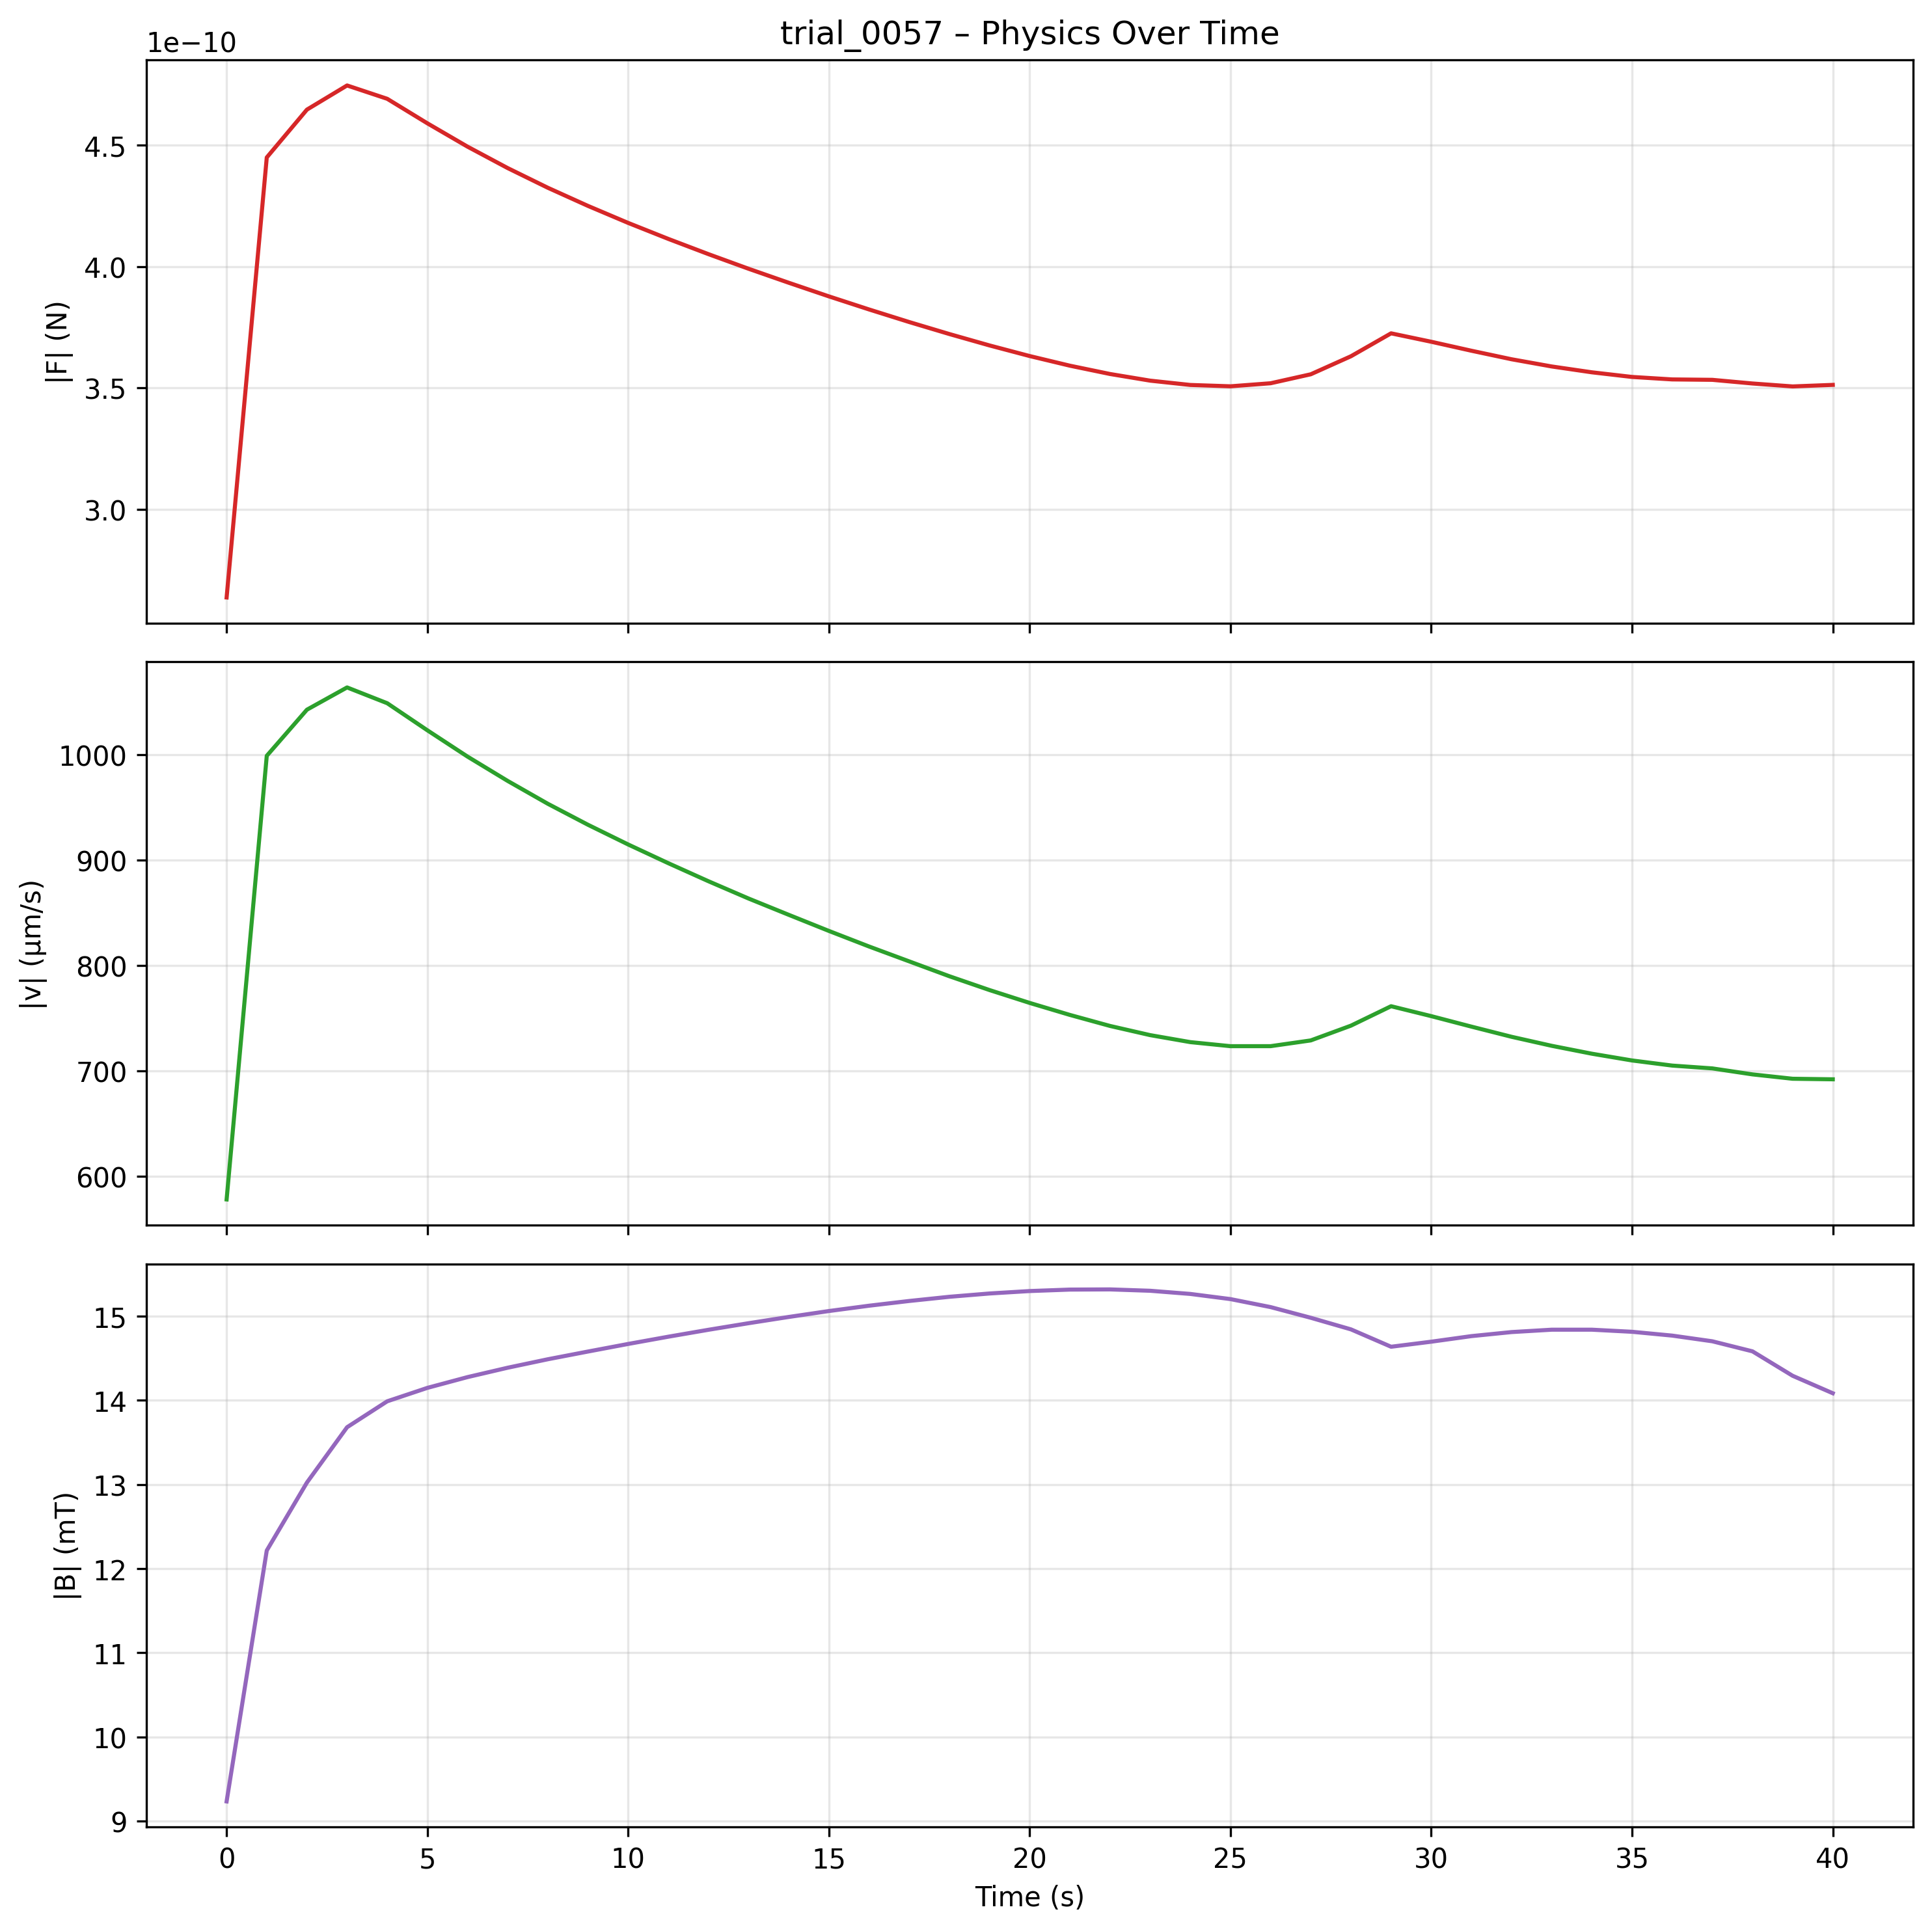 trial_0057 – Physics Over Time
1e−10
4.5
4.0
3.5
3.0
|F| (N)
1000
900
800
700
600
|v| (μm/s)
15
14
13
12
11
10
9
|B| (mT)
0 5 10 15 20 25 30 35 40
Time (s)